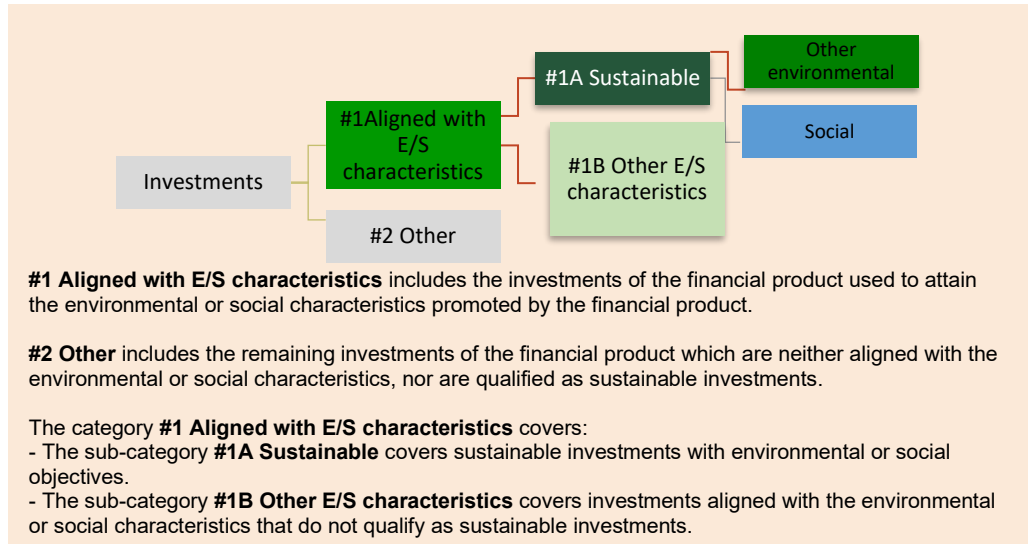 Other
environmental
#1A Sustainable
#1Aligned with
E/S
characteristics
Social
#1B Other E/S
characteristics
Investments
#2 Other
#1 Aligned with E/S characteristics includes the investments of the financial product used to attain
the environmental or social characteristics promoted by the financial product.
#2 Other includes the remaining investments of the financial product which are neither aligned with the
environmental or social characteristics, nor are qualified as sustainable investments.
The category #1 Aligned with E/S characteristics covers:
- The sub-category #1A Sustainable covers sustainable investments with environmental or social
objectives.
- The sub-category #1B Other E/S characteristics covers investments aligned with the environmental
or social characteristics that do not qualify as sustainable investments.